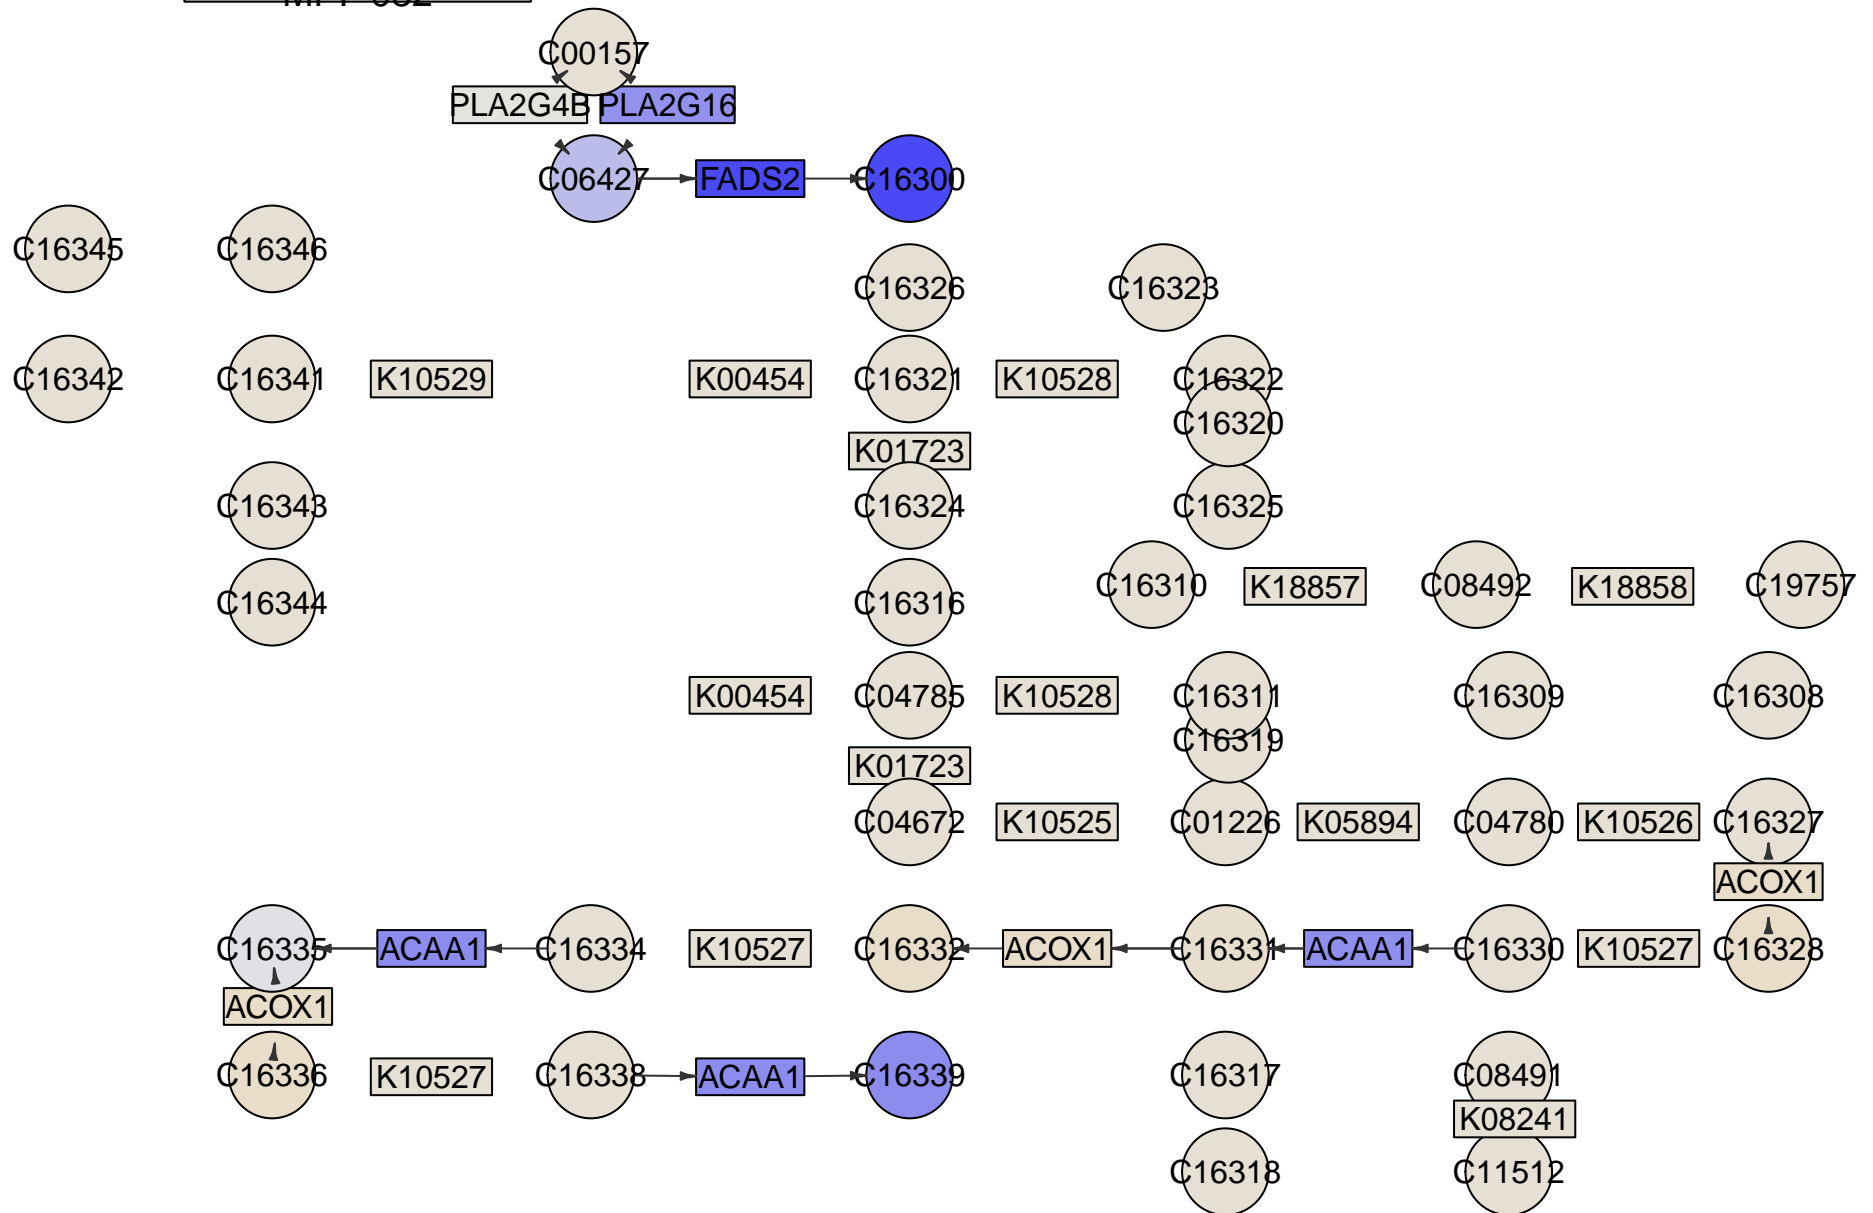 C00157
PLA2G4B PLA2G16
C06427 FADS2 C16300
C16345 C16346
C16326 C16323
C16342 C16341 K10529 K00454 C16321 K10528 C16322
C16320
K01723
C16343 C16324 C16325
C16310 K18857 C08492 K18858 C19757
C16344 C16316
K00454 C04785 K10528 C16311 C16309 C16308
C16319
K01723
C04672 K10525 C01226 K05894 C04780 K10526 C16327
ACOX1
C16335 ACAA1 C16334 K10527 C16332 ACOX1 C16331 ACAA1 C16330 K10527 C16328
ACOX1
C16336 K10527 C16338 ACAA1 C16339 C16317 C08491
K08241
C16318 C11512